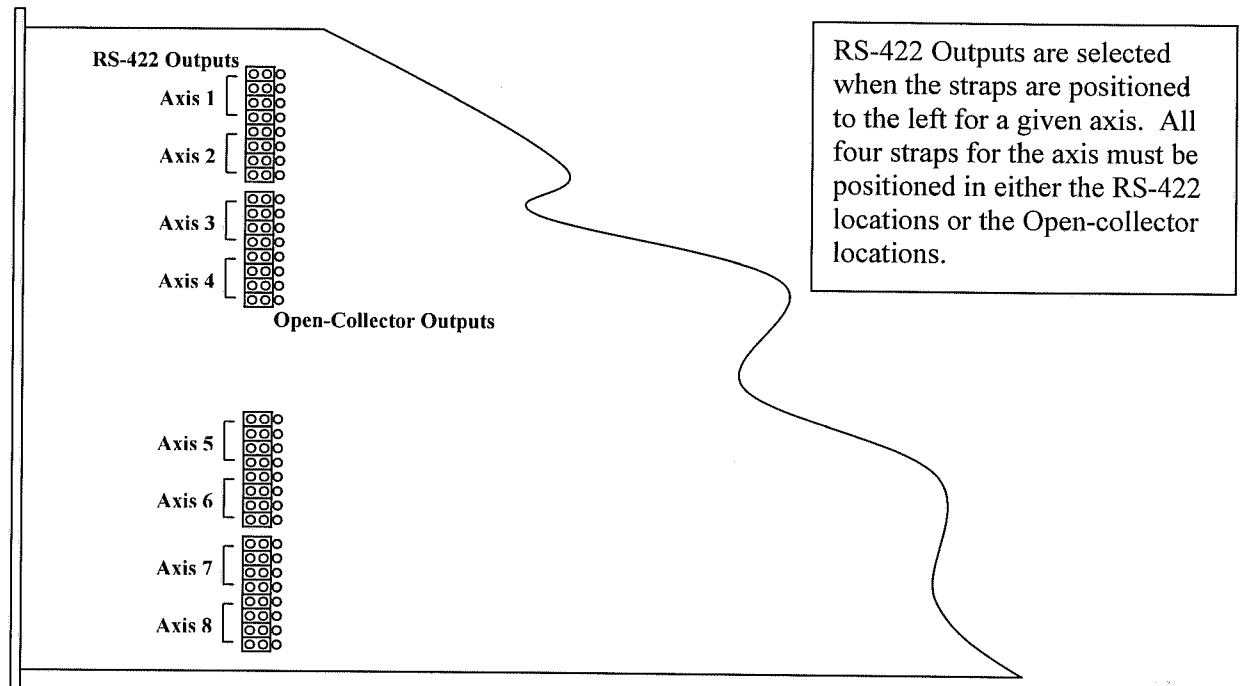 RS-422 Outputs
Axis 1
Axis 2
Axis 3
Axis 4
Open-Collector Outputs
Axis 5
Axis 6
Axis 7
Axis 8
RS-422 Outputs are selected
when the straps are positioned
to the left for a given axis. All
four straps for the axis must be
positioned in either the RS-422
locations or the Open-collector
locations.